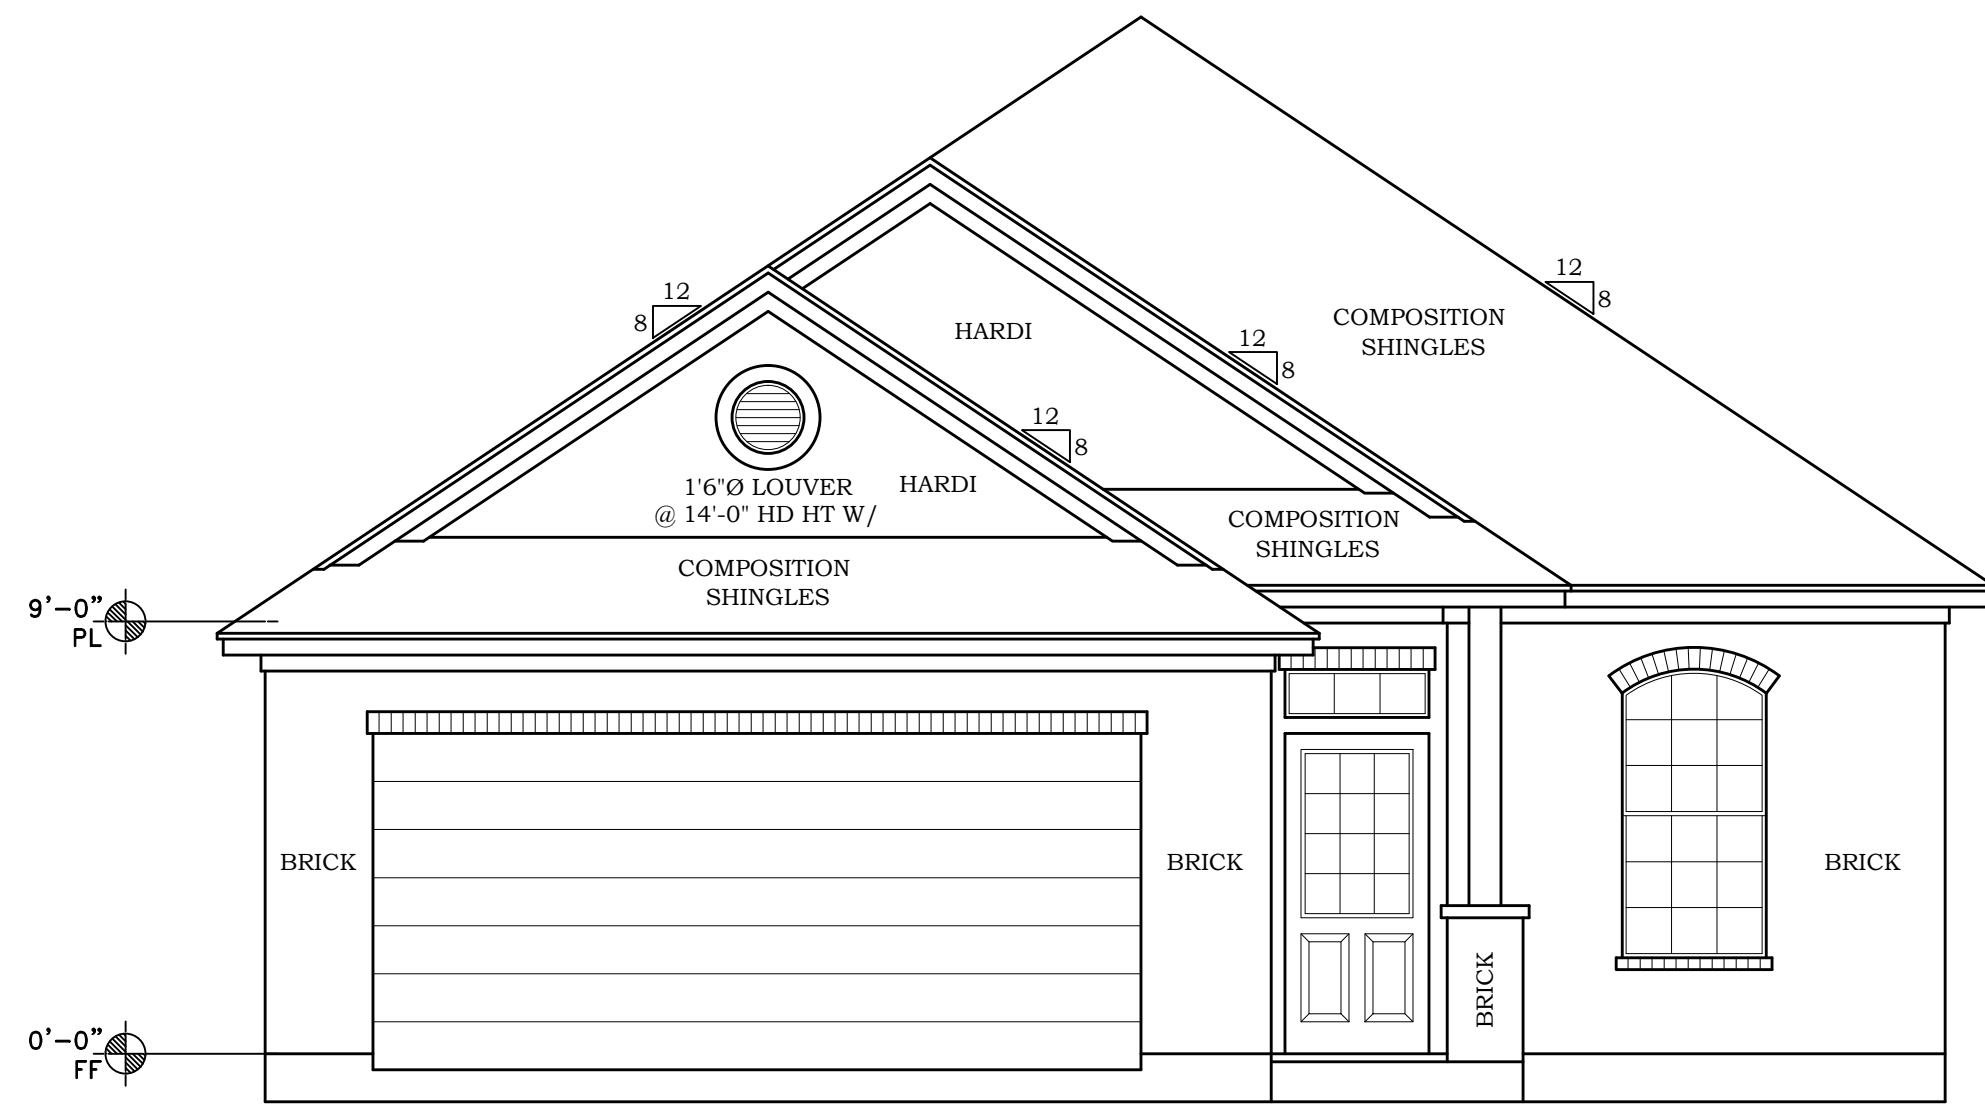 12
8
COMPOSITION
SHINGLES
12
8
HARDI
12
8
12
8
1'6"Ø LOUVER
@ 14'-0" HD HT W/
HARDI
COMPOSITION
SHINGLES
COMPOSITION
SHINGLES
9'-0"
PL
BRICK
BRICK
BRICK
BRICK
0'-0"
FF